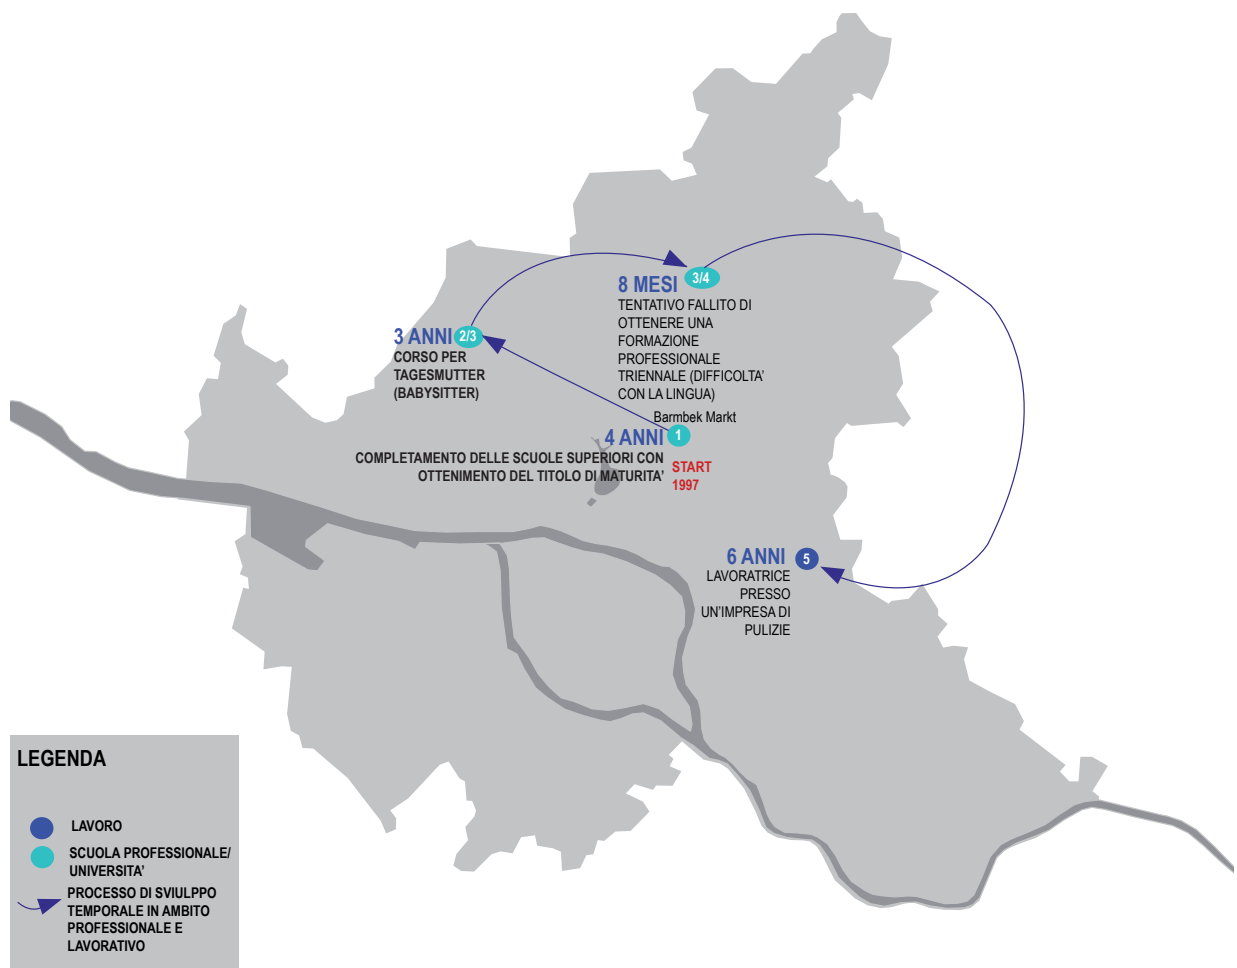 8 MESI
3/4
TENTATIVO FALLITO DI
OTTENERE UNA
FORMAZIONE
PROFESSIONALE
TRIENNALE (DIFFICOLTA'
CON LA LINGUA)
3 ANNI
2/3
CORSO PER
TAGESMUTTER
(BABYSITTER)
Barmbek Markt
4 ANNI
1
COMPLETAMENTO DELLE SCUOLE SUPERIORI CON
OTTENIMENTO DEL TITOLO DI MATURITA'
START
1997
6 ANNI
5
LAVORATRICE
PRESSO
UN'IMPRESA DI
PULIZIE
LEGENDA
LAVORO
SCUOLA PROFESSIONALE/
UNIVERSITA'
PROCESSO DI SVIULPPO
TEMPORALE IN AMBITO
PROFESSIONALE E
LAVORATIVO